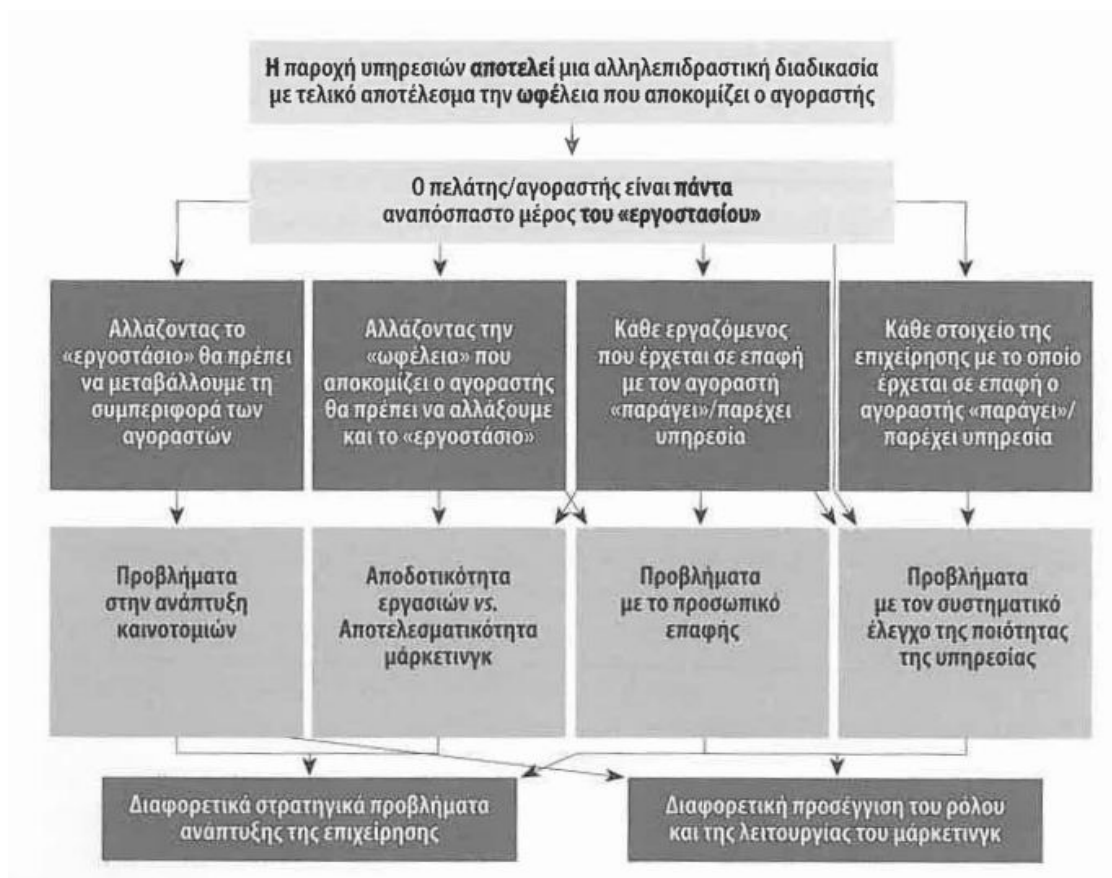 Η παροχή υπηρεσιών αποτελεί μια αλληλεπιδραστική διαδικασία
με τελικό αποτέλεσμα την ωφέλεια που αποκομίζει ο αγοραστής
Ο πελάτης/αγοραστής είναι πάντα
αναπόσπαστο μέρος του «εργοστασίου»
Αλλάζοντας το
«εργοστάσιο» θα πρέπει
να μεταβάλλουμε τη
συμπεριφορά των
αγοραστών
Αλλάζοντας την
«ωφέλεια» που
αποκομίζει ο αγοραστής
θα πρέπει να αλλάξουμε
και το «εργοστάσιο»
Κάθε εργαζόμενος
που έρχεται σε επαφή
με τον αγοραστή
«παράγει»/παρέχει
υπηρεσία
Κάθε στοιχείο της
επιχείρησης με το οποίο
έρχεται σε επαφή ο
αγοραστής «παράγει»/
παρέχει υπηρεσία
Προβλήματα
στην ανάπτυξη
καινοτομιών
Αποδοτικότητα
εργασιών vs.
Αποτελεσματικότητα
μάρκετινγκ
Προβλήματα
με το προσωπικό
επαφής
Προβλήματα
με τον συστηματικό
έλεγχο της ποιότητας
της υπηρεσίας
Διαφορετικά στρατηγικά προβλήματα
ανάπτυξης της επιχείρησης
Διαφορετική προσέγγιση του ρόλου
και της λειτουργίας του μάρκετινγκ